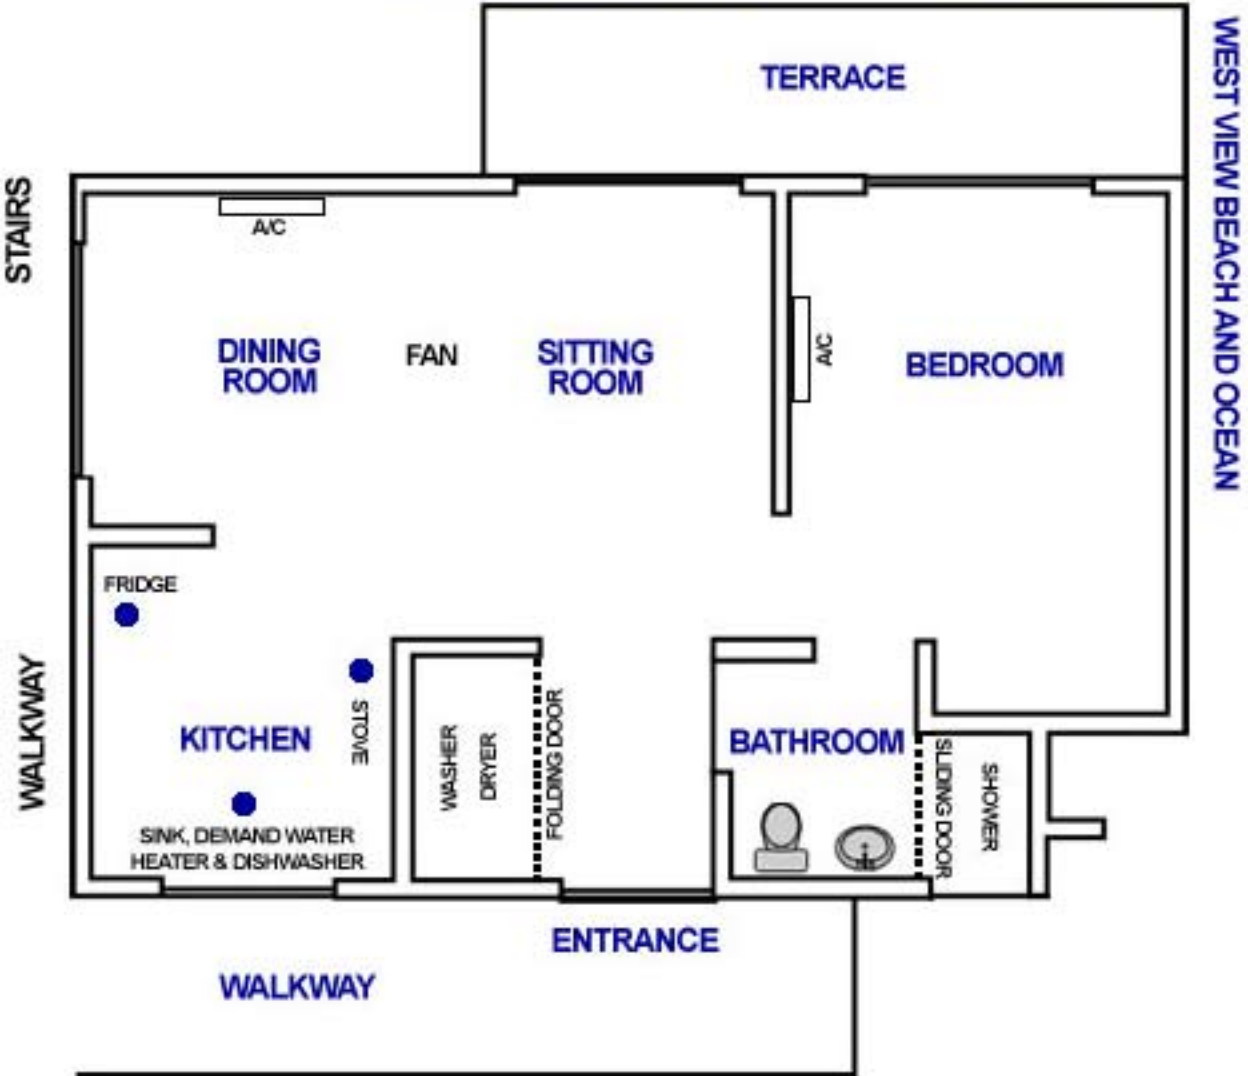 TERRACE
WEST VIEW BEACH AND OCEAN
STAIRS
A/C
DINING
ROOM
FAN
SITTING
ROOM
A/C
BEDROOM
FRIDGE
WALKWAY
STOVE
KITCHEN
SINK, DEMAND WATER
HEATER & DISHWASHER
WASHER
DRYER
FOLDING DOOR
BATHROOM
SLIDING DOOR
SHOWER
ENTRANCE
WALKWAY